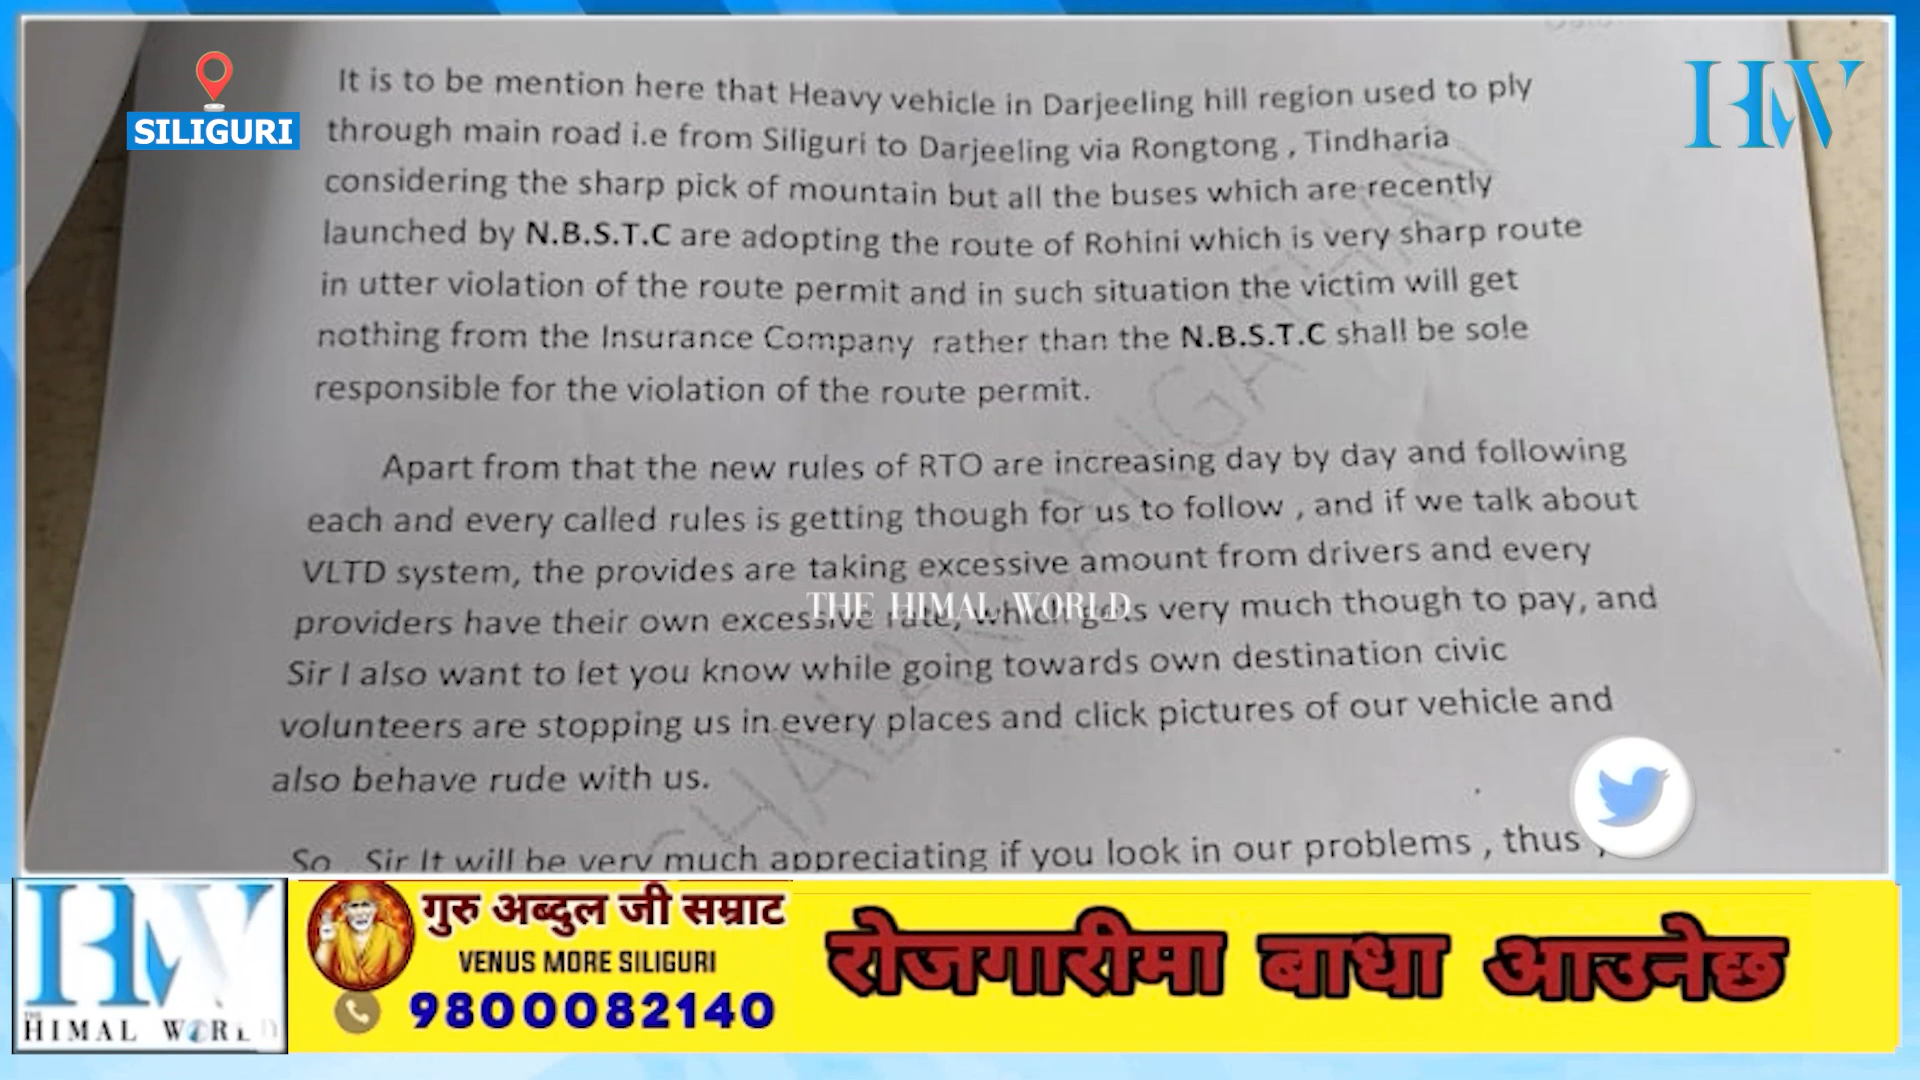 SILIGURI
HW
It is to be mention here that Heavy vehicle in Darjeeling hill region used to ply
through main road i.e from Siliguri to Darjeeling via Rongtong , Tindharia
considering the sharp pick of mountain but all the buses which are recently
launched by N.B.S.T.C are adopting the route of Rohini which is very sharp route
in utter violation of the route permit and in such situation the victim will get
nothing from the Insurance Company rather than the N.B.S.T.C shall be sole
responsible for the violation of the route permit.
Apart from that the new rules of RTO are increasing day by day and following
each and every called rules is getting though for us to follow , and if we talk about
VLTD system, the provides are taking excessive amount from drivers and every
providers have their own excessive rate, which gets very much though to pay, and
THE HIMAL WORLD
Sir I also want to let you know while going towards own destination civic
volunteers are stopping us in every places and click pictures of our vehicle and
also behave rude with us.
So Sir It will be very much appreciating if you look in our problems , thus ,
HW
THE
HIMAL WORLD
गुरु अब्दुल जी सम्राट
VENUS MORE SILIGURI
9800082140
रोजगारीमा बाधा आउनेछ